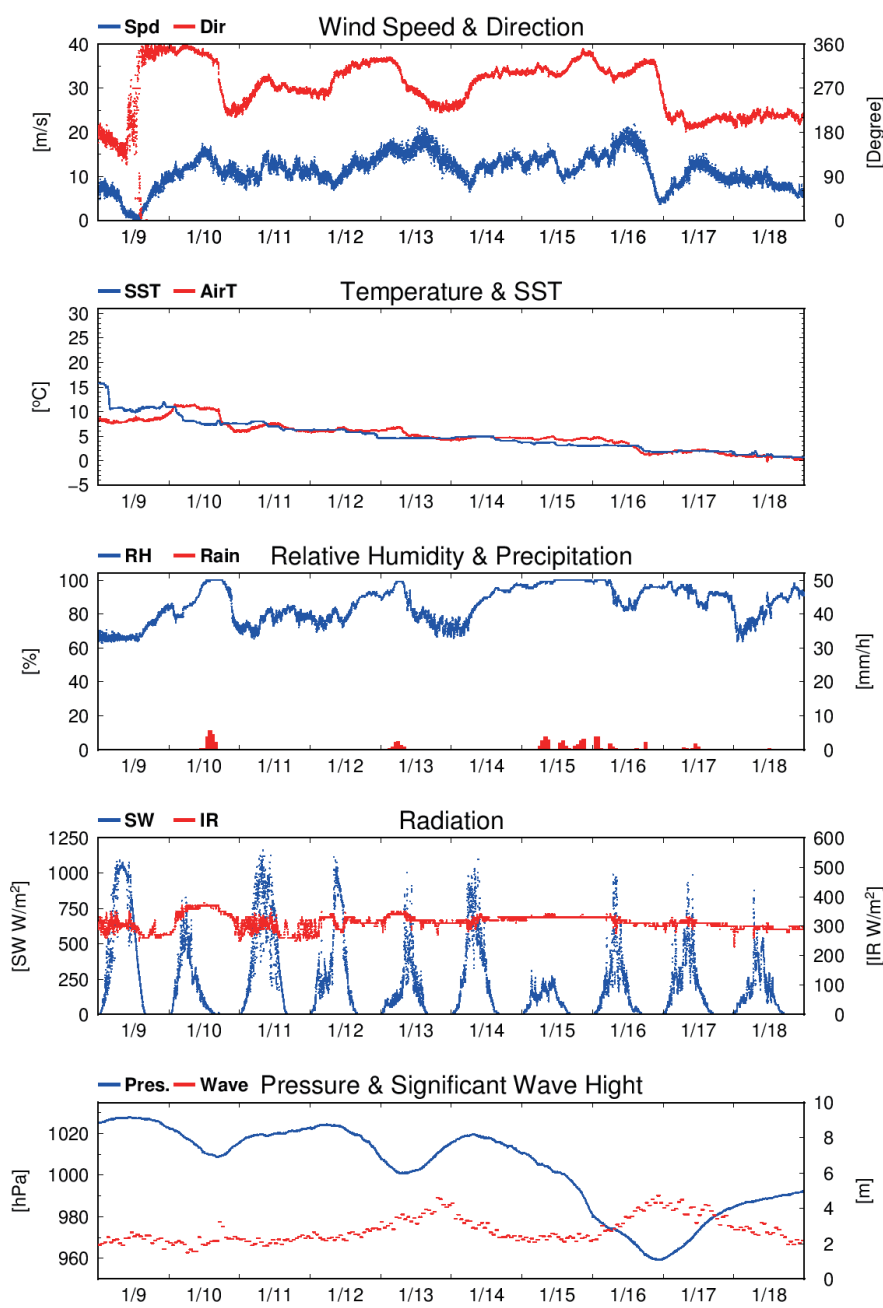 Spd Dir Wind Speed & Direction
40 360
30 270
[m/s] 20 180 [Degree]
10 90
0 0
1/9 1/10 1/11 1/12 1/13 1/14 1/15 1/16 1/17 1/18
SST AirT Temperature & SST
30
25
20
15
[ºC] 10
5
0
−5
1/9 1/10 1/11 1/12 1/13 1/14 1/15 1/16 1/17 1/18
RH Rain Relative Humidity & Precipitation
100 50
80 40
60 30
[%] 40 20 [mm/h]
20 10
0 0
1/9 1/10 1/11 1/12 1/13 1/14 1/15 1/16 1/17 1/18
SW IR Radiation
1250 600
1000 500
750 400
[SW W/m²] 500 300 [IR W/m²]
250 200
0 100
0
1/9 1/10 1/11 1/12 1/13 1/14 1/15 1/16 1/17 1/18
Pres. Wave Pressure & Significant Wave Hight
10
1020 8
1000 6
[hPa] 980 4 [m]
960 2
0
1/9 1/10 1/11 1/12 1/13 1/14 1/15 1/16 1/17 1/18